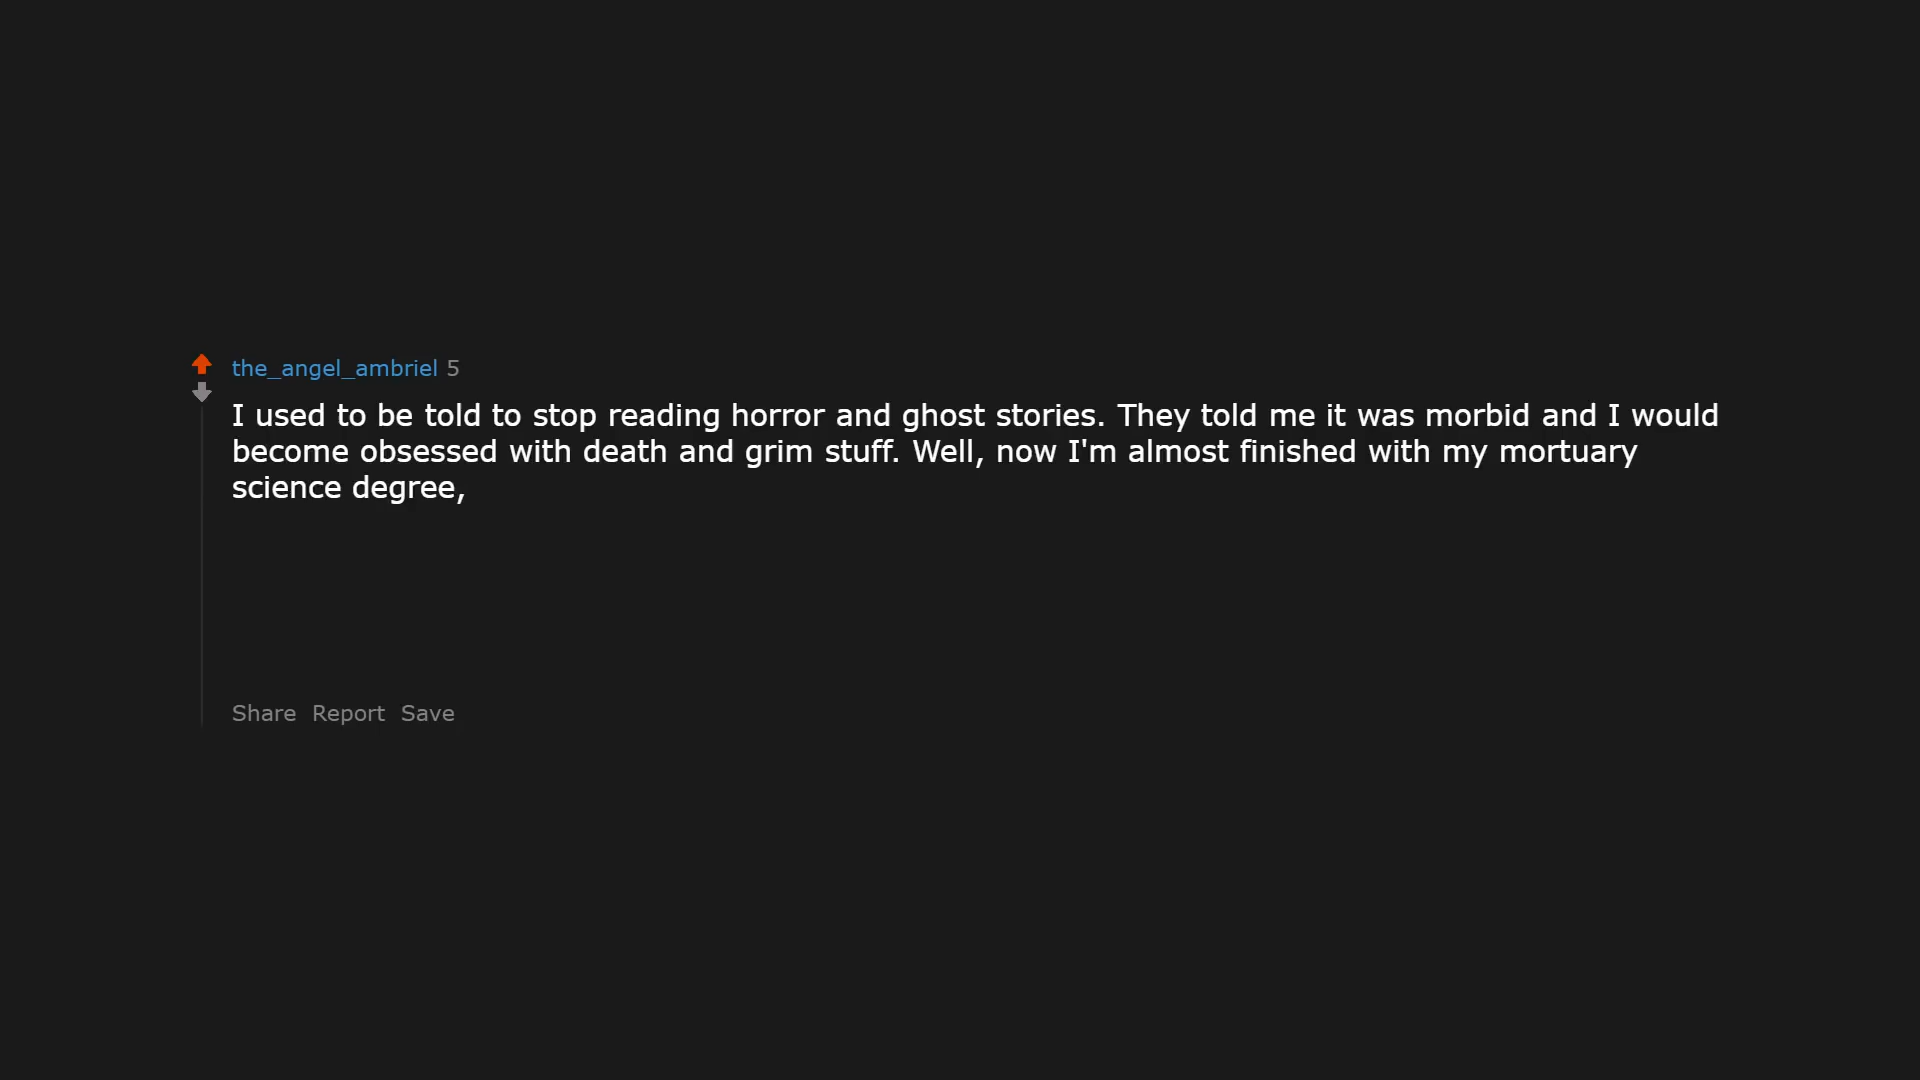 the_angel_ambriel 5
I used to be told to stop reading horror and ghost stories. They told me it was morbid and I would
become obsessed with death and grim stuff. Well, now I'm almost finished with my mortuary
science degree,
Share Report Save